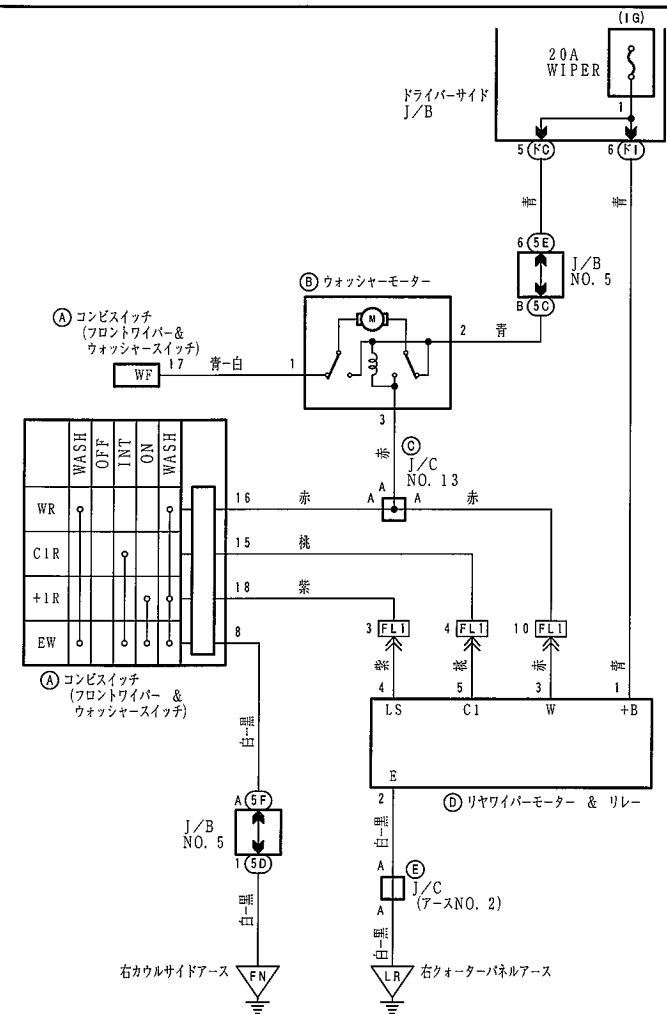 (IG)
20A
WIPER
1
ドライバーサイド
J/B
5 ドC
6 ドI
青
青
6 5E
J/B
NO. 5
B 5C
B ウォッシャーモーター
M
2
青
A コンビスイッチ
(フロントワイパー&
ウォッシャースイッチ)
17
青-白
1
WF
3
赤
C
J/C
NO. 13
A
A
A
WASH
OFF
INT
ON
WASH
WR
16
赤
赤
C1R
15
桃
+1R
18
紫
EW
8
3 FL1
4 FL1
10 FL1
紫
桃
赤
青
4
5
3
1
LS
C1
W
+B
E
A コンビスイッチ
(フロントワイパー &
ウォッシャースイッチ)
白-黒
2
D リヤワイパーモーター & リレー
A 5F
J/B
NO. 5
1 5D
白-黒
白-黒
A
E
J/C
(アースNO. 2)
A
白-黒
右カウルサイドアース
FN
LR
右クォーターパネルアース